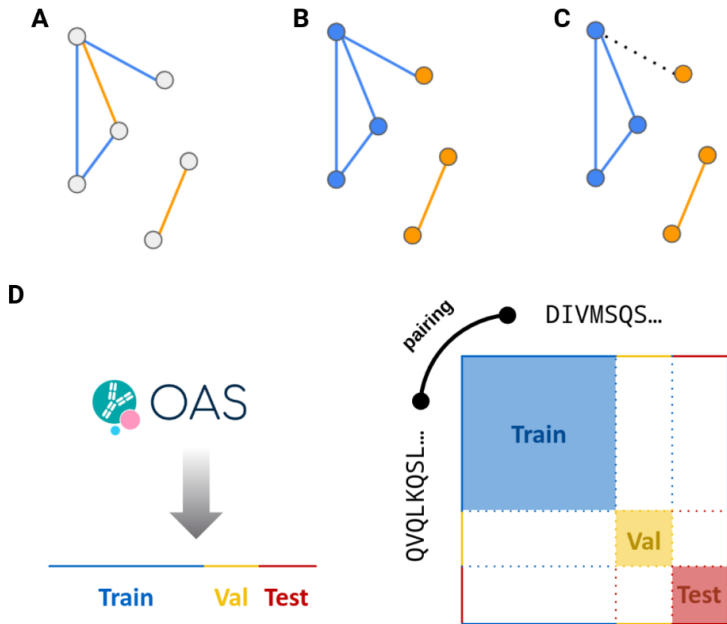 A
B
C
D
pairing
DIVMSQS...
OAS
QVQLKQSL...
Train
Val
Test
Train
Val
Test